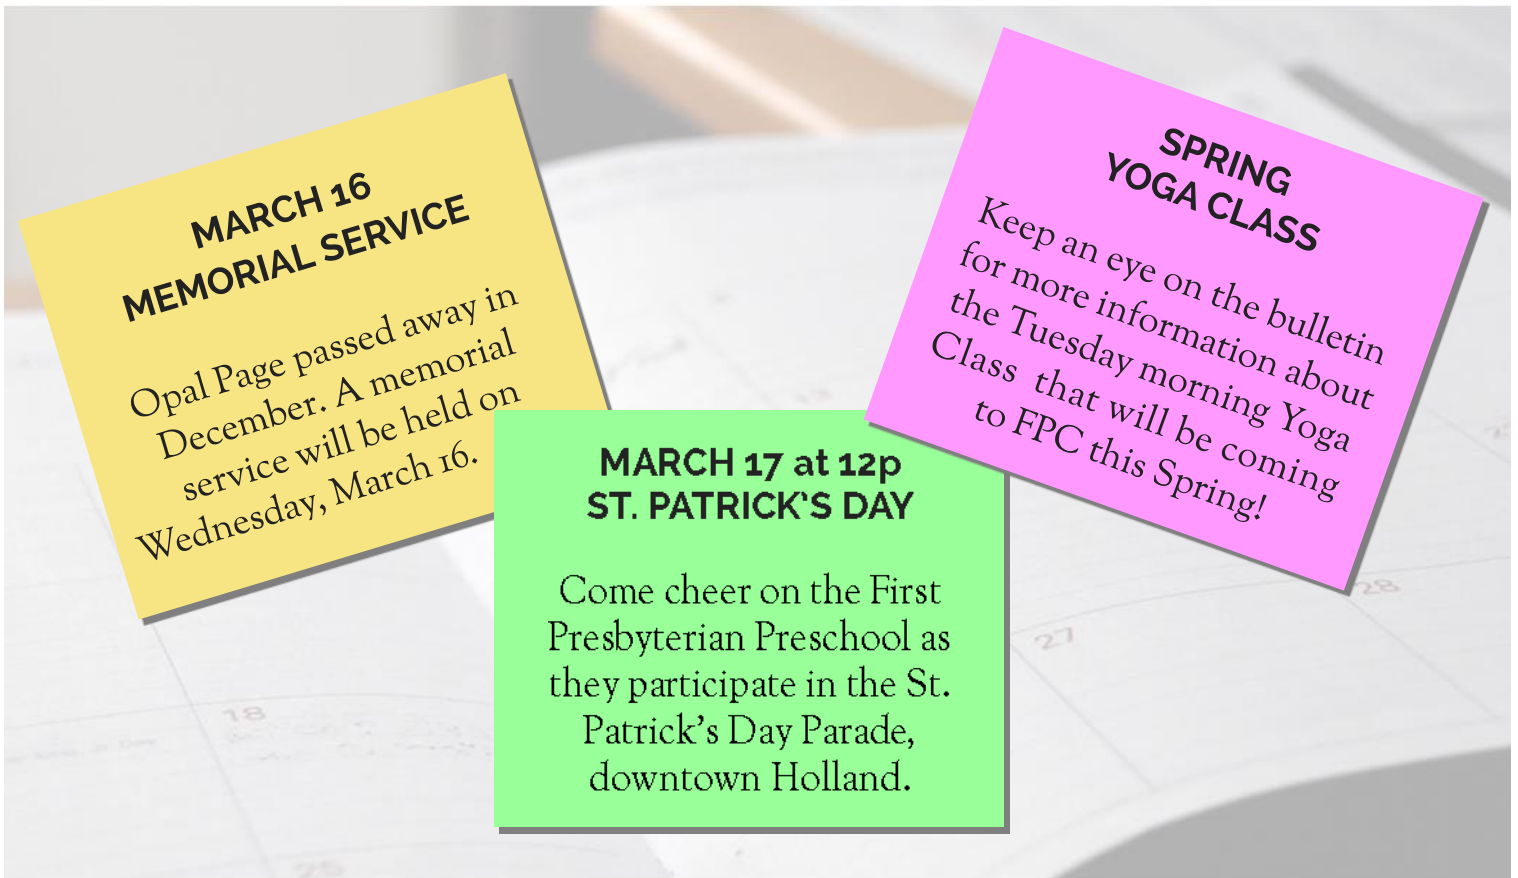 MARCH 16
MEMORIAL SERVICE
Opal Page passed away in
December. A memorial
service will be held on
Wednesday, March 16.
MARCH 17 at 12p
ST. PATRICK'S DAY
Come cheer on the First
Presbyterian Preschool as
they participate in the St.
Patrick's Day Parade,
downtown Holland.
SPRING
YOGA CLASS
Keep an eye on the bulletin
for more information about
the Tuesday morning Yoga
Class that will be coming
to FPC this Spring!
18
25
27
28